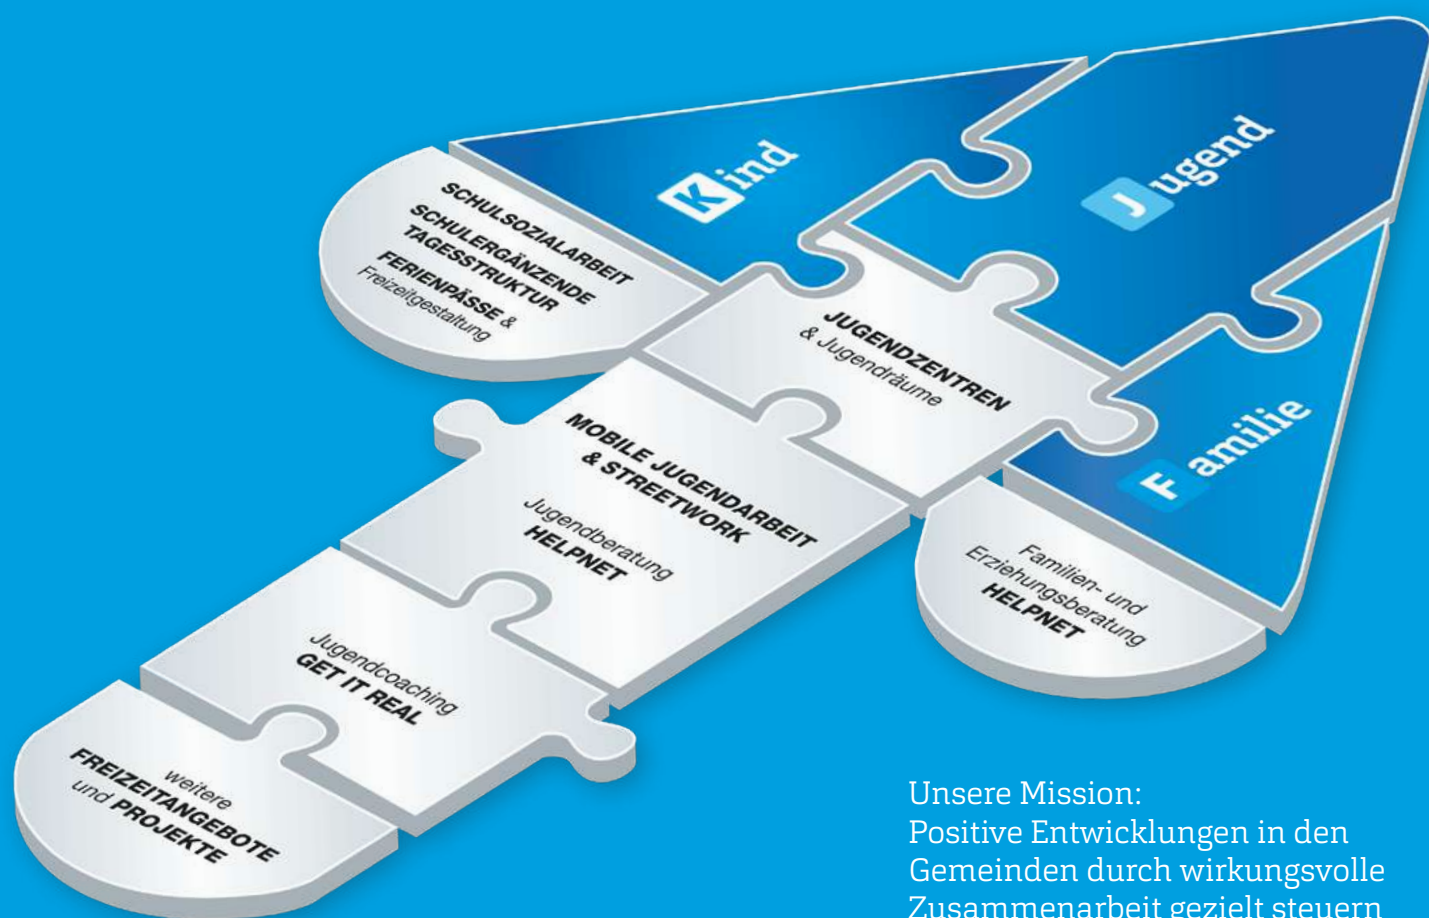 Kind
Jugend
Familie
SCHULSOZIALARBEIT
SCHULERGÄNZENDE
TAGESSTRUKTUR
FERIENPÄSSE &
Freizeitgestaltung
JUGENDZENTREN
& Jugendräume
MOBILE JUGENDARBEIT
& STREETWORK
Jugendberatung
HELPNET
Familien- und
Erziehungsberatung
HELPNET
Jugendcoaching
GET IT REAL
weitere
FREIZEITANGEBOTE
und PROJEKTE
Unsere Mission:
Positive Entwicklungen in den
Gemeinden durch wirkungsvolle
Zusammenarbeit gezielt steuern